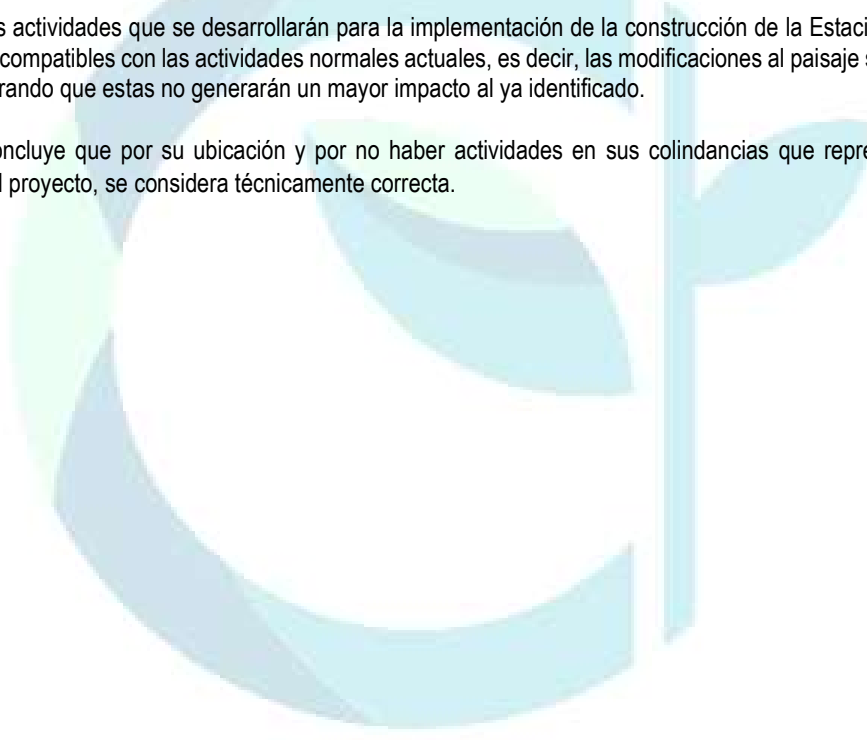 s actividades que se desarrollarán para la implementación de la construcción de la Estaci
compatibles con las actividades normales actuales, es decir, las modificaciones al paisaje s
rando que estas no generarán un mayor impacto al ya identificado.
oncluye que por su ubicación y por no haber actividades en sus colindancias que repre
l proyecto, se considera técnicamente correcta.